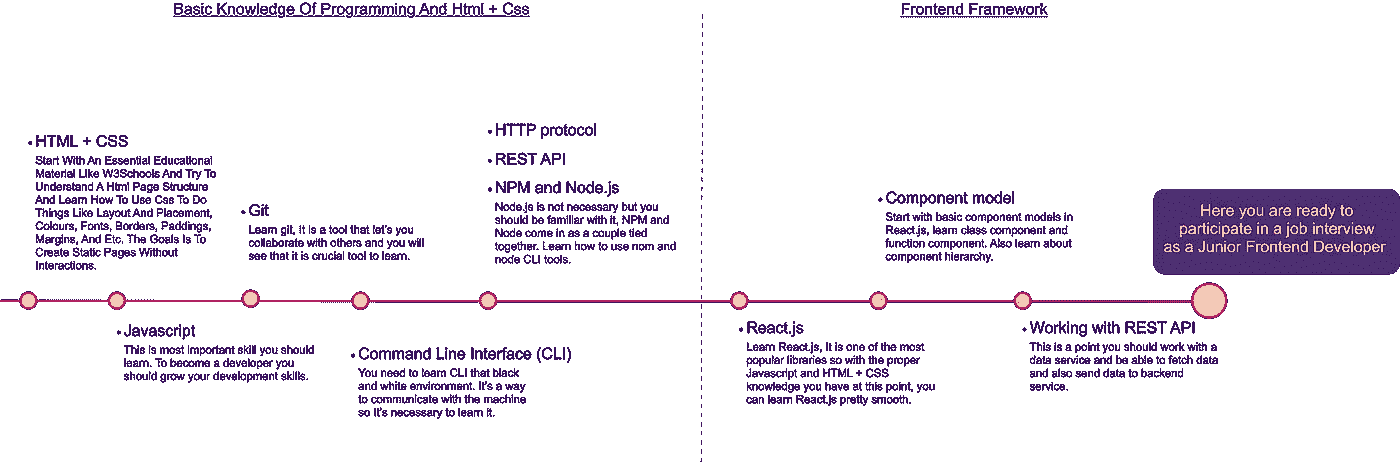 Basic Knowledge Of Programming And Html + Css
Frontend Framework
• HTML + CSS
Start With An Essential Educational
Material Like W3Schools And Try To
Understand A Html Page Structure
And Learn How To Use Css To Do
Things Like Layout And Placement,
Colours, Fonts, Borders, Paddings,
Margins, And Etc. The Goals Is To
Create Static Pages Without
Interactions.
• Javascript
This is most important skill you should
learn. To become a developer you
should grow your development skills.
• Git
Learn git, it is a tool that let's you
collaborate with others and you will
see that it is crucial tool to learn.
• Command Line Interface (CLI)
You need to learn CLI that black
and white environment. It's a way
to communicate with the machine
so it's necessary to learn it.
• HTTP protocol
• REST API
• NPM and Node.js
Node.js is not necessary but you
should be familiar with it, NPM and
Node come in as a couple tied
together. Learn how to use nom and
node CLI tools.
• React.js
Learn React.js, it is one of the most
popular libraries so with the proper
Javascript and HTML + CSS
knowledge you have at this point, you
can learn React.js pretty smooth.
• Component model
Start with basic component models in
React.js, learn class component and
function component. Also learn about
component hierarchy.
• Working with REST API
This is a point you should work with a
data service and be able to fetch data
and also send data to backend
service.
Here you are ready to
participate in a job interview
as a Junior Frontend Developer